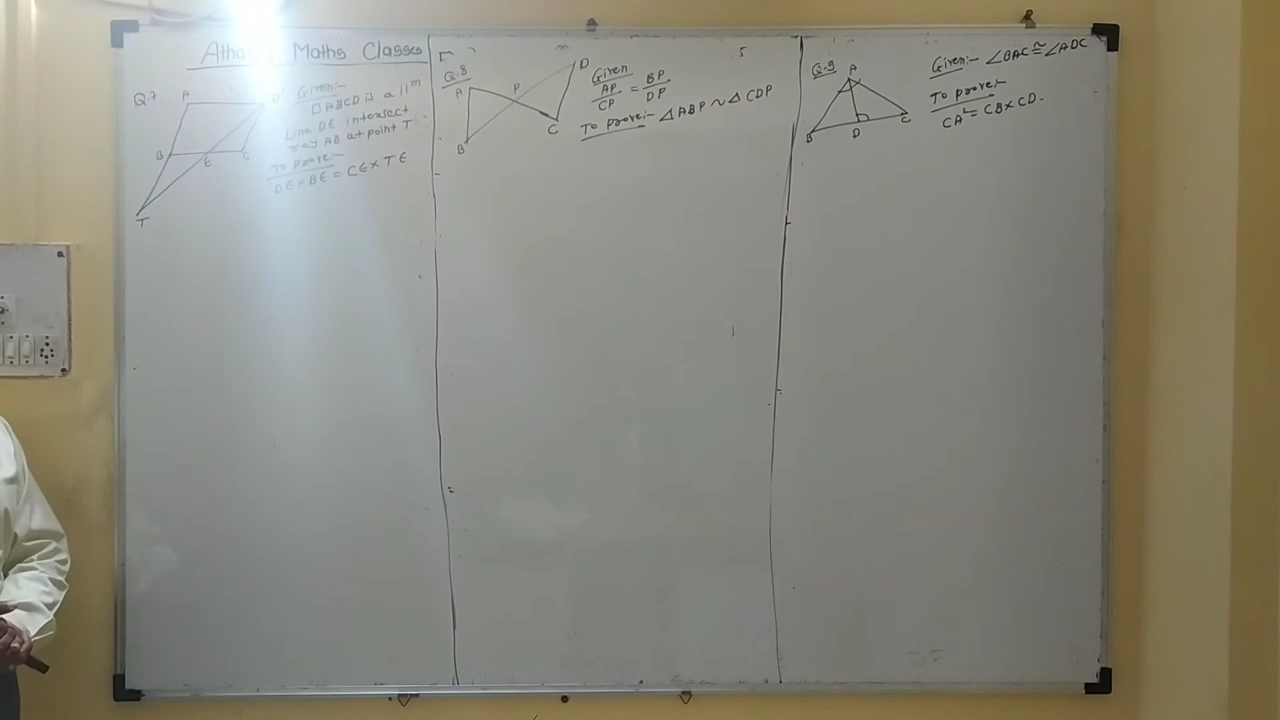 Maths Classes
Q7
A
D
B
E
C
T
Given:-
□ABCD is a ||m
Line DE intersect
ray AB at point T.
To prove:-
DE × BE = CE × TE
Q.8
A
P
D
B
C
Given
AP/CP = BP/DP
To prove:- △ABP ~ △CDP
Q.9
A
B
D
C
Given:- ∠BAC ≅ ∠ADC
To prove:-
CA² = CB × CD.